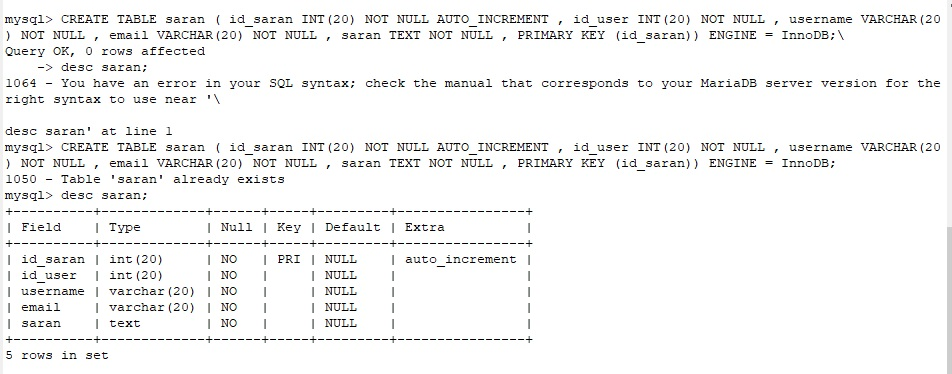 mysql> CREATE TABLE saran ( id_saran INT(20) NOT NULL AUTO_INCREMENT , id_user INT(20) NOT NULL , username VARCHAR(20
) NOT NULL , email VARCHAR(20) NOT NULL , saran TEXT NOT NULL , PRIMARY KEY (id_saran)) ENGINE = InnoDB;\
Query OK, 0 rows affected
    -> desc saran;
1064 - You have an error in your SQL syntax; check the manual that corresponds to your MariaDB server version for the
right syntax to use near '\

desc saran' at line 1
mysql> CREATE TABLE saran ( id_saran INT(20) NOT NULL AUTO_INCREMENT , id_user INT(20) NOT NULL , username VARCHAR(20
) NOT NULL , email VARCHAR(20) NOT NULL , saran TEXT NOT NULL , PRIMARY KEY (id_saran)) ENGINE = InnoDB;
1050 - Table 'saran' already exists
mysql> desc saran;
+----------+-------------+------+-----+---------+----------------+
| Field    | Type        | Null | Key | Default | Extra          |
+----------+-------------+------+-----+---------+----------------+
| id_saran | int(20)     | NO   | PRI | NULL    | auto_increment |
| id_user  | int(20)     | NO   |     | NULL    |                |
| username | varchar(20) | NO   |     | NULL    |                |
| email    | varchar(20) | NO   |     | NULL    |                |
| saran    | text        | NO   |     | NULL    |                |
+----------+-------------+------+-----+---------+----------------+
5 rows in set